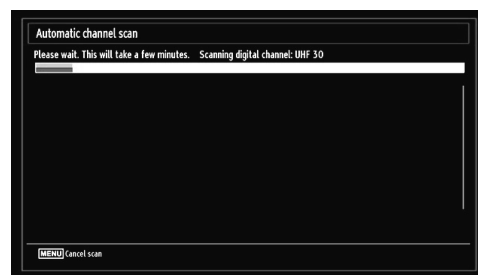 Automatic channel scan
Please wait. This will take a few minutes. Scanning digital channel: UHF 30
MENU Cancel scan